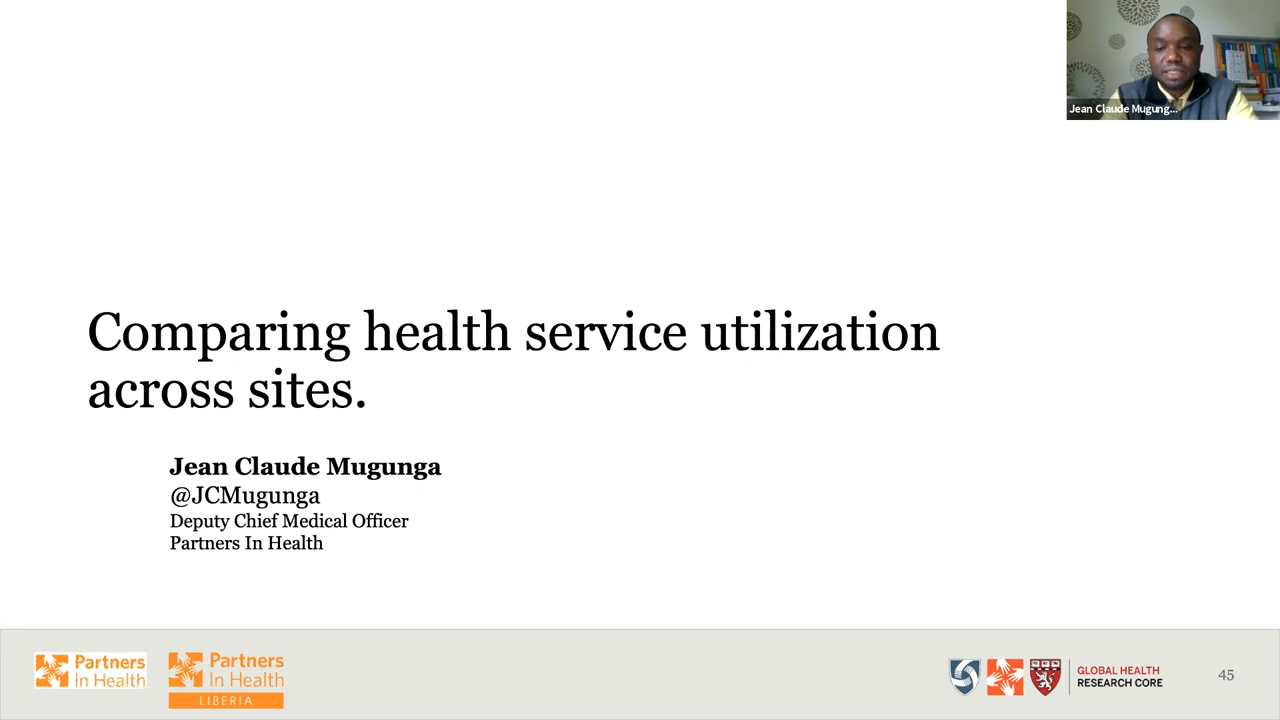 Jean Claude Mugung...
Comparing health service utilization
across sites.
Jean Claude Mugunga
@JCMugunga
Deputy Chief Medical Officer
Partners In Health
Partners
In Health
Partners
In Health
LIBERIA
GLOBAL HEALTH
RESEARCH CORE
45